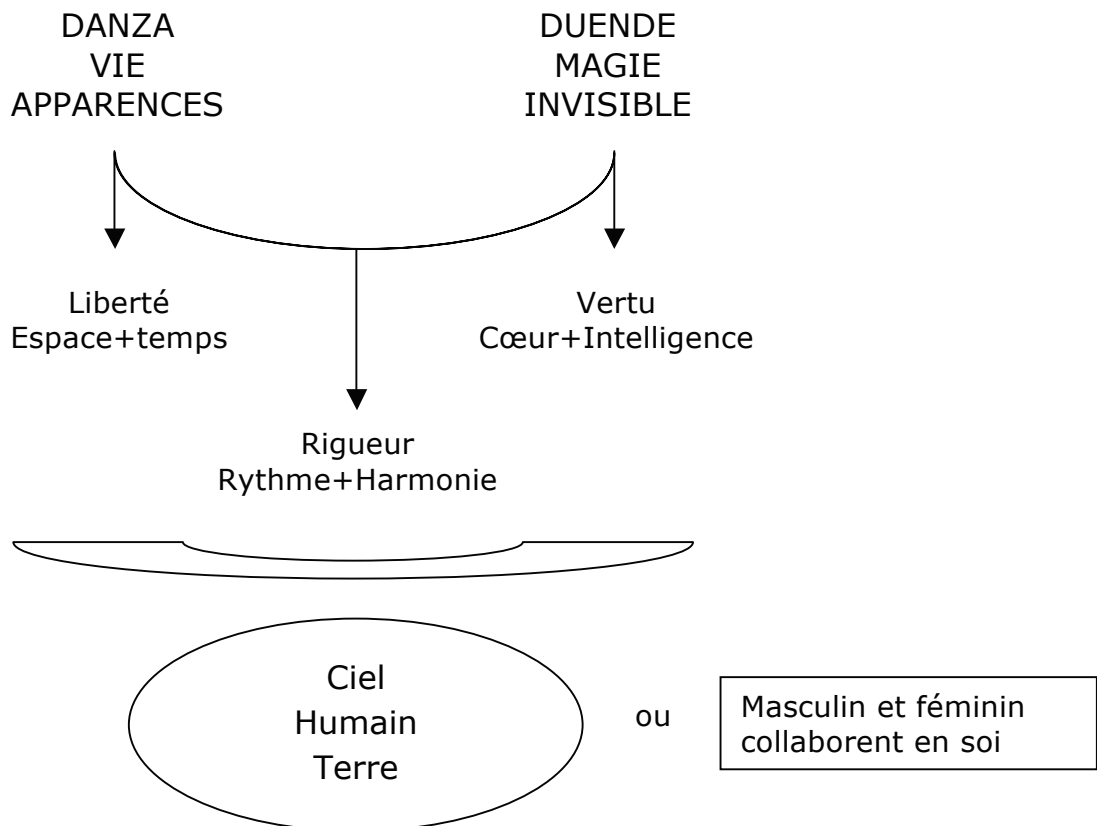 DANZA
VIE
APPARENCES
DUENDE
MAGIE
INVISIBLE
Liberté
Espace+temps
Vertu
Cœur+Intelligence
Rigueur
Rythme+Harmonie
Ciel
Humain
Terre
ou
Masculin et féminin
collaborent en soi